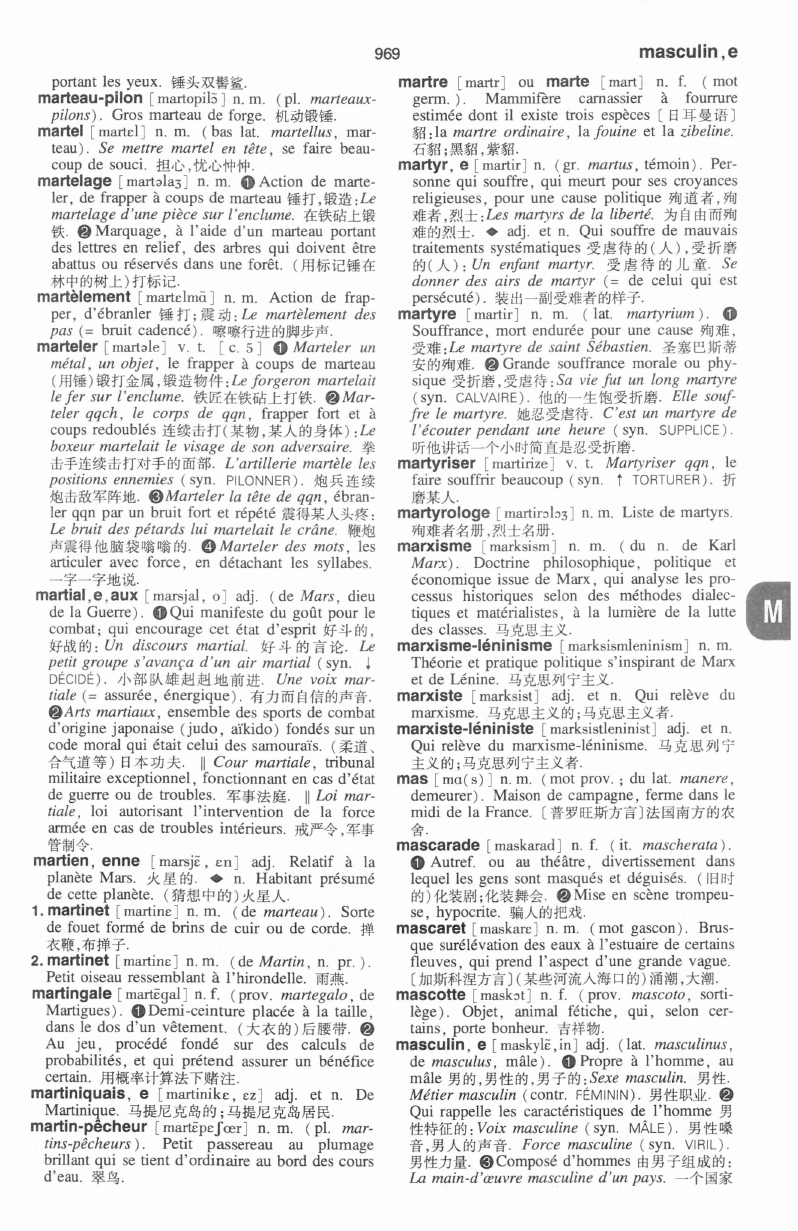 969
masculin, e
portant les yeux. 锤头双髻鲨.
marteau-pilon [martopilɔ̃] n. m. (pl. marteaux-
pilons). Gros marteau de forge. 机动锻锤.
martel [martɛl] n. m. (bas lat. martellus, mar-
teau). Se mettre martel en tête, se faire beau-
coup de souci. 担心,忧心忡忡.
martelage [martəlaʒ] n. m. ❶Action de marte-
ler, de frapper à coups de marteau 锤打,锻造:Le
martelage d'une pièce sur l'enclume. 在铁砧上锻
铁. ❷Marquage, à l'aide d'un marteau portant
des lettres en relief, des arbres qui doivent être
abattus ou réservés dans une forêt. (用标记锤在
林中的树上)打标记.
martèlement [martɛlmɑ̃] n. m. Action de frap-
per, d'ébranler 锤打;震动:Le martèlement des
pas (= bruit cadencé). 嚓嚓行进的脚步声.
marteler [martəle] v. t. [c. 5] ❶ Marteler un
métal, un objet, le frapper à coups de marteau
(用锤)锻打金属,锻造物件:Le forgeron martelait
le fer sur l'enclume. 铁匠在铁砧上打铁. ❷Mar-
teler qqch, le corps de qqn, frapper fort et à
coups redoublés 连续击打(某物,某人的身体):Le
boxeur martelait le visage de son adversaire. 拳
击手连续击打对手的面部. L'artillerie martèle les
positions ennemies (syn. PILONNER). 炮兵连续
炮击敌军阵地. ❸Marteler la tête de qqn, ébran-
ler qqn par un bruit fort et répété 震得某人头疼:
Le bruit des pétards lui martelait le crâne. 鞭炮
声震得他脑袋嗡嗡的. ❹Marteler des mots, les
articuler avec force, en détachant les syllabes.
一字一字地说.
martial,e,aux [marsjal, o] adj. (de Mars, dieu
de la Guerre). ❶Qui manifeste du goût pour le
combat; qui encourage cet état d'esprit 好斗的,
好战的: Un discours martial. 好斗的言论. Le
petit groupe s'avança d'un air martial (syn. ↓
DÉCIDÉ). 小部队雄赳赳地前进. Une voix mar-
tiale (= assurée, énergique). 有力而自信的声音.
❷Arts martiaux, ensemble des sports de combat
d'origine japonaise (judo, aïkido) fondés sur un
code moral qui était celui des samouraïs. (柔道、
合气道等)日本功夫. ‖ Cour martiale, tribunal
militaire exceptionnel, fonctionnant en cas d'état
de guerre ou de troubles. 军事法庭. ‖ Loi mar-
tiale, loi autorisant l'intervention de la force
armée en cas de troubles intérieurs. 戒严令,军事
管制令.
martien, enne [marsjɛ̃, ɛn] adj. Relatif à la
planète Mars. 火星的. ◆ n. Habitant présumé
de cette planète. (猜想中的)火星人.
1. martinet [martinɛ] n. m. (de marteau). Sorte
de fouet formé de brins de cuir ou de corde. 掸
衣鞭,布掸子.
2. martinet [martinɛ] n. m. (de Martin, n. pr.).
Petit oiseau ressemblant à l'hirondelle. 雨燕.
martingale [martɛ̃gal] n. f. (prov. martegalo, de
Martigues). ❶Demi-ceinture placée à la taille,
dans le dos d'un vêtement. (大衣的)后腰带. ❷
Au jeu, procédé fondé sur des calculs de
probabilités, et qui prétend assurer un bénéfice
certain. 用概率计算法下赌注.
martiniquais, e [martinikɛ, ɛz] adj. et n. De
Martinique. 马提尼克岛的;马提尼克岛居民.
martin-pêcheur [martɛ̃pɛʃœr] n. m. (pl. mar-
tins-pêcheurs). Petit passereau au plumage
brillant qui se tient d'ordinaire au bord des cours
d'eau. 翠鸟.
martre [martr] ou marte [mart] n. f. (mot
germ.). Mammifère carnassier à fourrure
estimée dont il existe trois espèces [日耳曼语]
貂:la martre ordinaire, la fouine et la zibeline.
石貂;黑貂,紫貂.
martyr, e [martir] n. (gr. martus, témoin). Per-
sonne qui souffre, qui meurt pour ses croyances
religieuses, pour une cause politique 殉道者,殉
难者,烈士:Les martyrs de la liberté. 为自由而殉
难的烈士. ◆ adj. et n. Qui souffre de mauvais
traitements systématiques 受虐待的(人),受折磨
的(人): Un enfant martyr. 受虐待的儿童. Se
donner des airs de martyr (= de celui qui est
persécuté). 装出一副受难者的样子.
martyre [martir] n. m. (lat. martyrium). ❶
Souffrance, mort endurée pour une cause 殉难,
受难:Le martyre de saint Sébastien. 圣塞巴斯蒂
安的殉难. ❷Grande souffrance morale ou phy-
sique 受折磨,受虐待:Sa vie fut un long martyre
(syn. CALVAIRE). 他的一生饱受折磨. Elle souf-
fre le martyre. 她忍受虐待. C'est un martyre de
l'écouter pendant une heure (syn. SUPPLICE).
听他讲话一个小时简直是忍受折磨.
martyriser [martirize] v. t. Martyriser qqn, le
faire souffrir beaucoup (syn. ↑ TORTURER). 折
磨某人.
martyrologe [martirɔlɔʒ] n. m. Liste de martyrs.
殉难者名册,烈士名册.
marxisme [marksism] n. m. (du n. de Karl
Marx). Doctrine philosophique, politique et
économique issue de Marx, qui analyse les pro-
cessus historiques selon des méthodes dialec-
tiques et matérialistes, à la lumière de la lutte
des classes. 马克思主义.
marxisme-léninisme [marksismleninism] n. m.
Théorie et pratique politique s'inspirant de Marx
et de Lénine. 马克思列宁主义.
marxiste [marksist] adj. et n. Qui relève du
marxisme. 马克思主义的;马克思主义者.
marxiste-léniniste [marksistleninist] adj. et n.
Qui relève du marxisme-léninisme. 马克思列宁
主义的;马克思列宁主义者.
mas [mɑ(s)] n. m. (mot prov. ; du lat. manere,
demeurer). Maison de campagne, ferme dans le
midi de la France. [普罗旺斯方言]法国南方的农
舍.
mascarade [maskarad] n. f. (it. mascherata).
❶ Autref. ou au théâtre, divertissement dans
lequel les gens sont masqués et déguisés. (旧时
的)化装剧;化装舞会. ❷Mise en scène trompeu-
se, hypocrite. 骗人的把戏.
mascaret [maskarɛ] n. m. (mot gascon). Brus-
que surélévation des eaux à l'estuaire de certains
fleuves, qui prend l'aspect d'une grande vague.
[加斯科涅方言](某些河流入海口的)涌潮,大潮.
mascotte [maskɔt] n. f. (prov. mascoto, sorti-
lège). Objet, animal fétiche, qui, selon cer-
tains, porte bonheur. 吉祥物.
masculin, e [maskylɛ̃,in] adj. (lat. masculinus,
de masculus, mâle). ❶Propre à l'homme, au
mâle 男的,男性的,男子的:Sexe masculin. 男性.
Métier masculin (contr. FÉMININ). 男性职业. ❷
Qui rappelle les caractéristiques de l'homme 男
性特征的: Voix masculine (syn. MÂLE). 男性嗓
音,男人的声音. Force masculine (syn. VIRIL).
男性力量. ❸Composé d'hommes 由男子组成的:
La main-d'œuvre masculine d'un pays. 一个国家
M